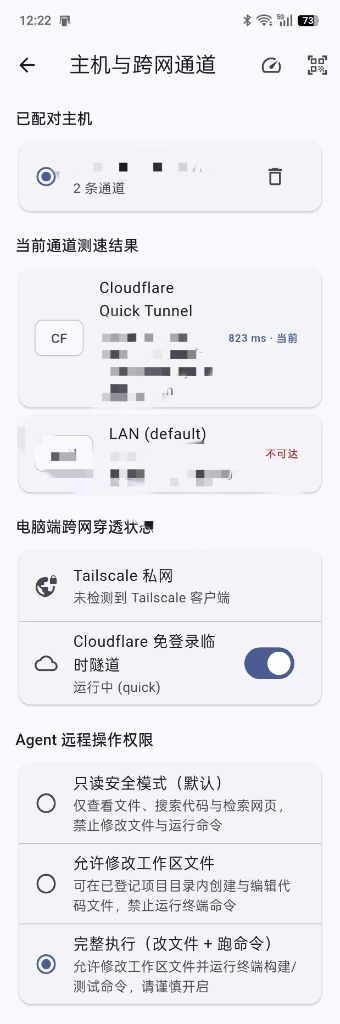 12:22
5G
73
主机与跨网通道
已配对主机
2 条通道
当前通道测速结果
Cloudflare
Quick Tunnel
CF
823 ms · 当前
LAN (default)
不可达
电脑端跨网穿透状态
Tailscale 私网
未检测到 Tailscale 客户端
Cloudflare 免登录临
时隧道
运行中 (quick)
Agent 远程操作权限
只读安全模式（默认）
仅查看文件、搜索代码与检索网页，
禁止修改文件与运行命令
允许修改工作区文件
可在已登记项目目录内创建与编辑代
码文件，禁止运行终端命令
完整执行（改文件 + 跑命令）
允许修改工作区文件并运行终端构建/
测试命令，请谨慎开启